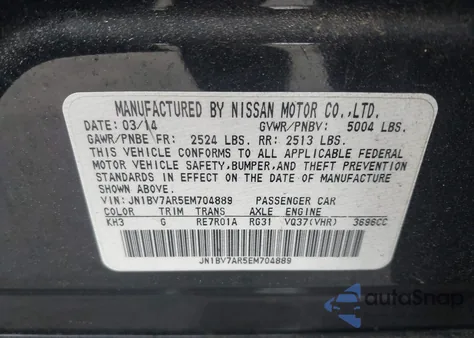 MANUFACTURED BY NISSAN MOTOR CO.,LTD.
DATE: 03/14 GVWR/PNBV: 5004 LBS.
GAWR/PNBE FR: 2524 LBS. RR: 2513 LBS.
THIS VEHICLE CONFORMS TO ALL APPLICABLE FEDERAL
MOTOR VEHICLE SAFETY, BUMPER, AND THEFT PREVENTION
STANDARDS IN EFFECT ON THE DATE OF MANUFACTURE
SHOWN ABOVE.
VIN: JN1BV7AR5EM704889 PASSENGER CAR
COLOR TRIM TRANS AXLE ENGINE
KH3 G RE7R01A RG31 VQ37(VHR) 3696CC
JN1BV7AR5EM704889
autoSnap